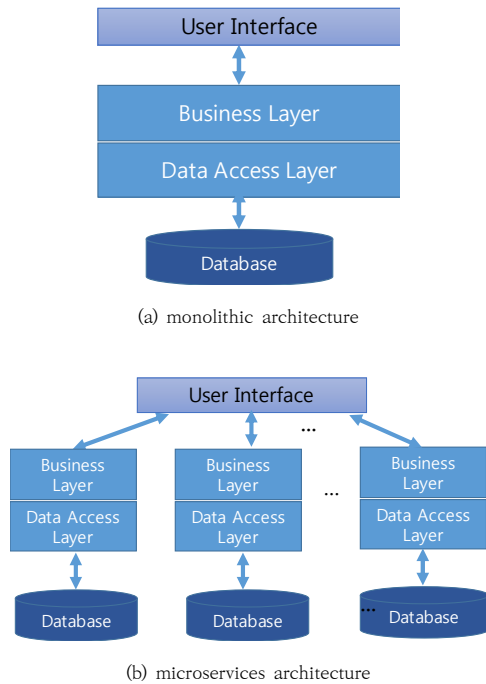 User Interface
Business Layer
Data Access Layer
Database
(a) monolithic architecture
User Interface
...
Business
Layer
Data Access
Layer
Database
Business
Layer
Data Access
Layer
Database
...
Business
Layer
Data Access
Layer
...
Database
(b) microservices architecture